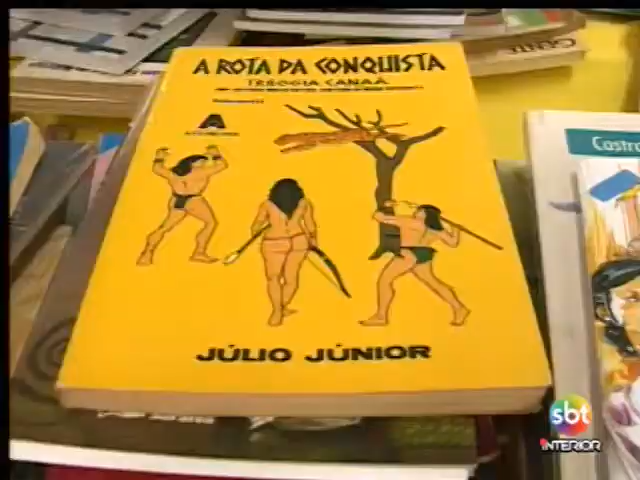 A ROTA DA CONQUISTA
TRILOGIA CANAÃ
A
JÚLIO JÚNIOR
Castro
sbt
INTERIOR